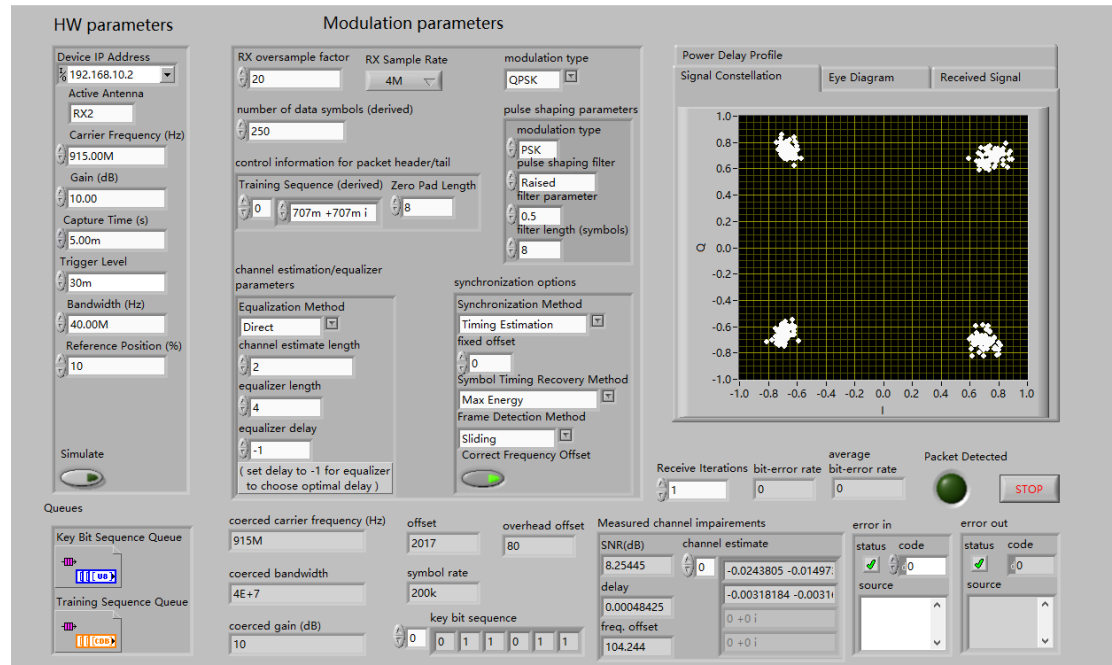 HW parameters
Device IP Address
192.168.10.2
Active Antenna
RX2
Carrier Frequency (Hz)
915.00M
Gain (dB)
10.00
Capture Time (s)
5.00m
Trigger Level
30m
Bandwidth (Hz)
40.00M
Reference Position (%)
10
Simulate
Modulation parameters
RX oversample factor
20
RX Sample Rate
4M
modulation type
QPSK
number of data symbols (derived)
250
pulse shaping parameters
modulation type
PSK
pulse shaping filter
Raised
filter parameter
0.5
filter length (symbols)
8
control information for packet header/tail
Training Sequence (derived)
0
707m +707m i
Zero Pad Length
8
channel estimation/equalizer
parameters
Equalization Method
Direct
channel estimate length
2
equalizer length
4
equalizer delay
-1
( set delay to -1 for equalizer
to choose optimal delay )
synchronization options
Synchronization Method
Timing Estimation
fixed offset
0
Symbol Timing Recovery Method
Max Energy
Frame Detection Method
Sliding
Correct Frequency Offset
Power Delay Profile
Signal Constellation
Eye Diagram
Received Signal
1.0
0.8
0.6
0.4
0.2
0.0
-0.2
-0.4
-0.6
-0.8
-1.0
Q
-1.0 -0.8 -0.6 -0.4 -0.2 0.0 0.2 0.4 0.6 0.8 1.0
I
Receive Iterations
1
bit-error rate
0
average
bit-error rate
0
Packet Detected
STOP
Queues
Key Bit Sequence Queue
Training Sequence Queue
coerced carrier frequency (Hz)
915M
coerced bandwidth
4E+7
coerced gain (dB)
10
offset
2017
overhead offset
80
symbol rate
200k
key bit sequence
0
0 1 1 0 1 1
Measured channel impairements
SNR(dB)
8.25445
delay
0.00048425
freq. offset
104.244
channel estimate
0
-0.0243805 -0.01497
-0.00318184 -0.0031
0 +0 i
0 +0 i
error in
status code
0
source
error out
status code
0
source